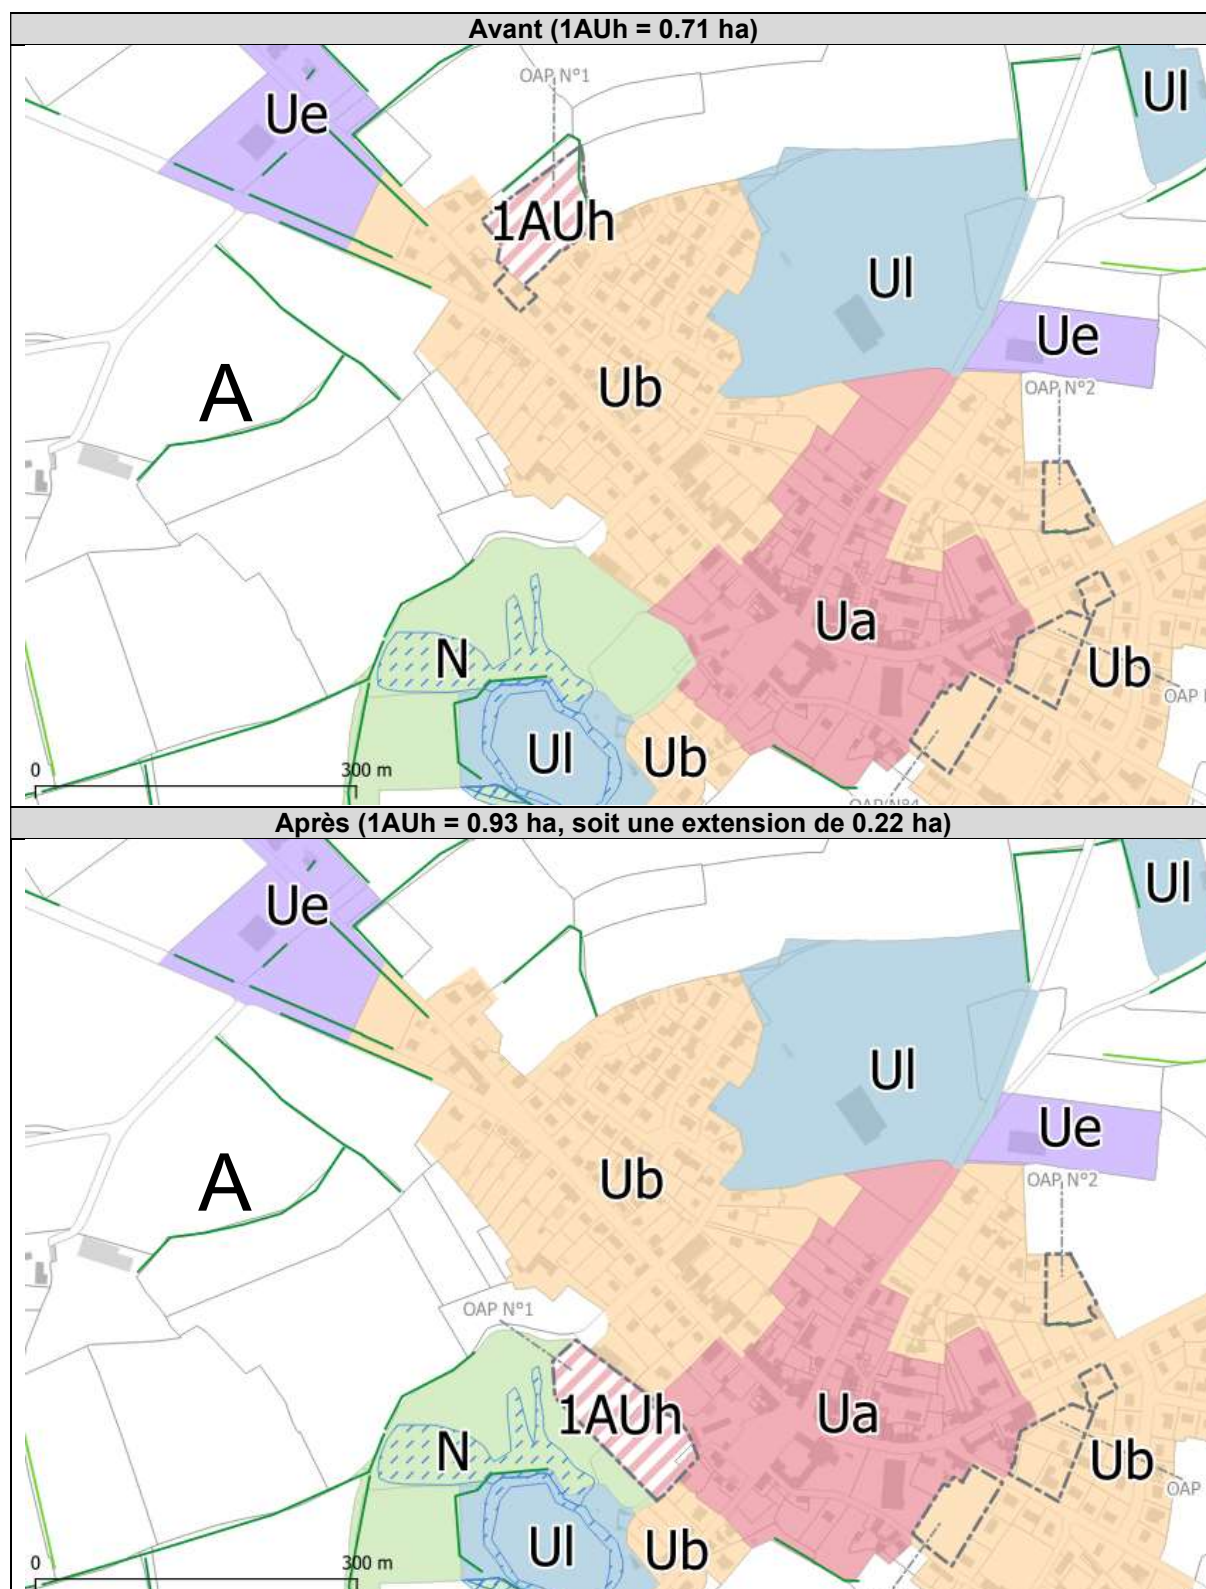 Avant (1AUh = 0.71 ha)
OAP N°1
Ue
Ul
1AUh
Ul
Ue
A
Ub
OAP N°2
Ua
N
Ub
OAP
Ul
Ub
0
300 m
OAP N°4
Après (1AUh = 0.93 ha, soit une extension de 0.22 ha)
Ue
Ul
Ul
Ue
A
Ub
OAP N°2
OAP N°1
1AUh
Ua
N
Ub
OAP
Ul
Ub
0
300 m